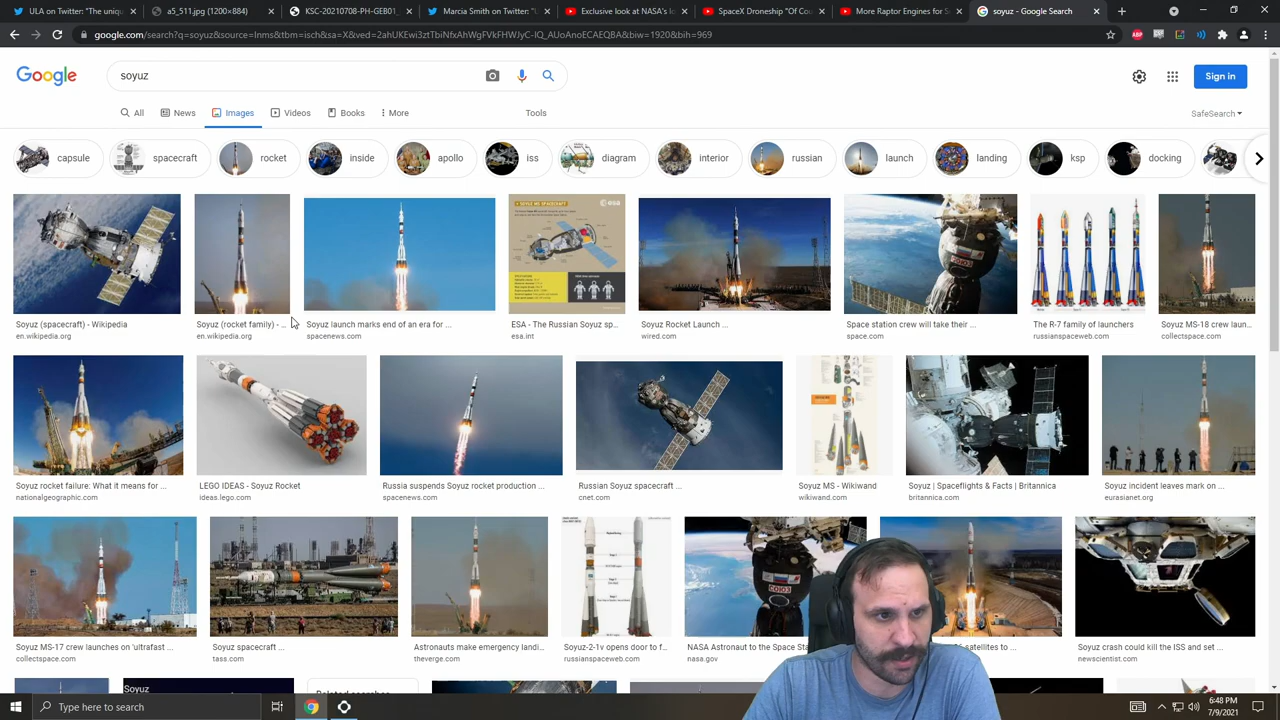 ULA on Twitter: "The uniq
a5_511.jpg (1200×884)
KSC-20210708-PH-GEB01_
Marcia Smith on Twitter: "L
Exclusive look at NASA's lo
SpaceX Droneship "Of Cou
More Raptor Engines for S
soyuz - Google Search
google.com/search?q=soyuz&source=lnms&tbm=isch&sa=X&ved=2ahUKEwi3ztTbiNfxAhWgFVkFHWJyC-IQ_AUoAnoECAEQBA&biw=1920&bih=969
Google
soyuz
Sign in
All
News
Images
Videos
Books
More
Tools
SafeSearch
capsule
spacecraft
rocket
inside
apollo
iss
diagram
interior
russian
launch
landing
ksp
docking
Soyuz (spacecraft) - Wikipedia
en.wikipedia.org
Soyuz (rocket family) - ...
en.wikipedia.org
Soyuz launch marks end of an era for ...
spacenews.com
ESA - The Russian Soyuz sp...
esa.int
Soyuz Rocket Launch ...
wired.com
Space station crew will take their ...
space.com
The R-7 family of launchers
russianspaceweb.com
Soyuz MS-18 crew laun...
collectspace.com
Soyuz rocket failure: What it means for ...
nationalgeographic.com
LEGO IDEAS - Soyuz Rocket
ideas.lego.com
Russia suspends Soyuz rocket production ...
spacenews.com
Russian Soyuz spacecraft ...
cnet.com
Soyuz MS - Wikiwand
wikiwand.com
Soyuz | Spaceflights & Facts | Britannica
britannica.com
Soyuz incident leaves mark on ...
eurasianet.org
СОЮЗ
Soyuz MS-17 crew launches on 'ultrafast ...
collectspace.com
Soyuz spacecraft ...
tass.com
Astronauts make emergency landi...
theverge.com
Soyuz-2-1v opens door to f...
russianspaceweb.com
NASA Astronaut to the Space Sta
nasa.gov
satellites to ...
Soyuz crash could kill the ISS and set ...
newscientist.com
Soyuz
Type here to search
6:48 PM
7/9/2021